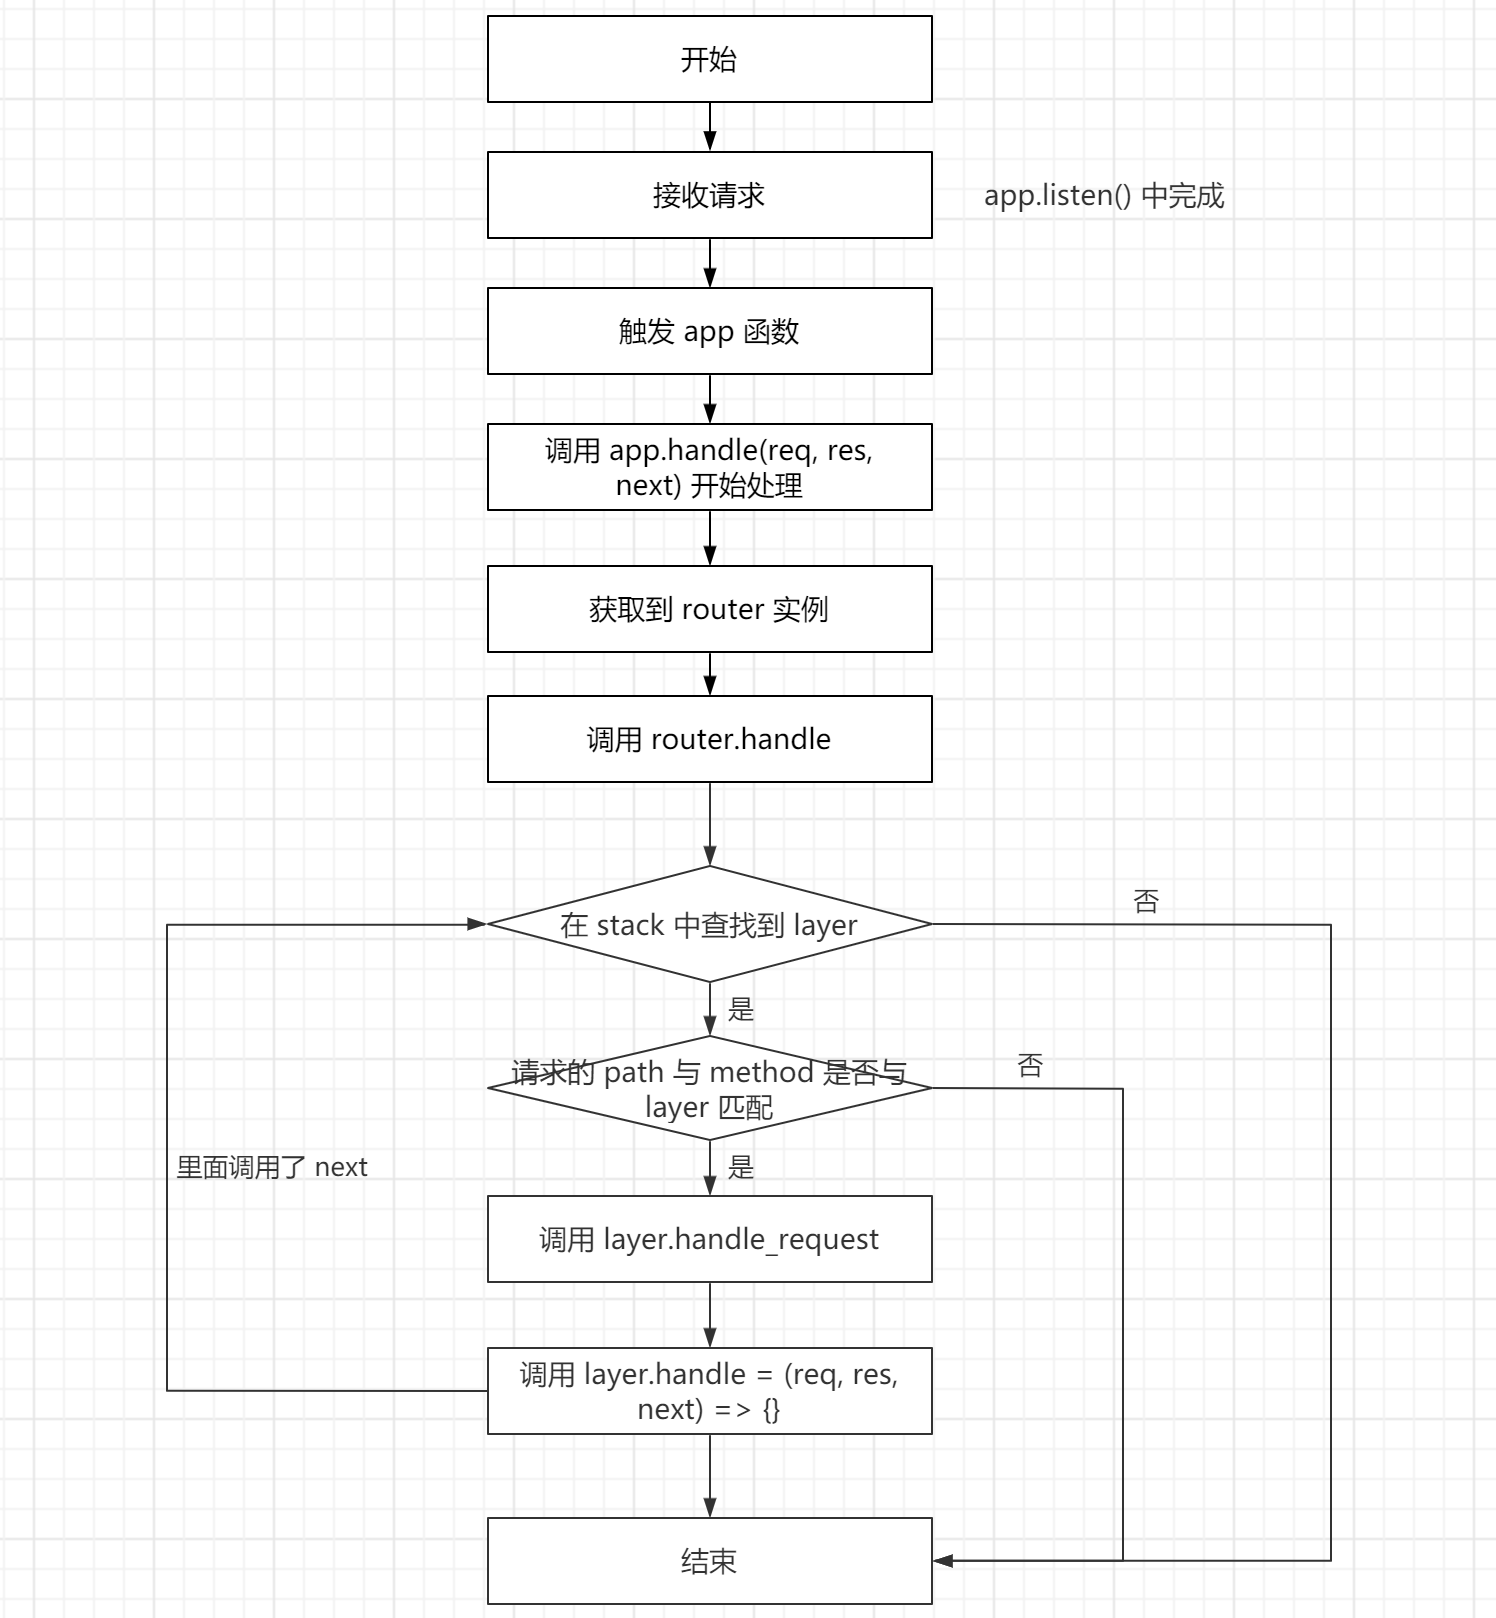 开始
接收请求
app.listen() 中完成
触发 app 函数
调用 app.handle(req, res,
next) 开始处理
获取到 router 实例
调用 router.handle
否
在 stack 中查找到 layer
是
否
请求的 path 与 method 是否与
layer 匹配
是
里面调用了 next
调用 layer.handle_request
调用 layer.handle = (req, res,
next) => {}
结束